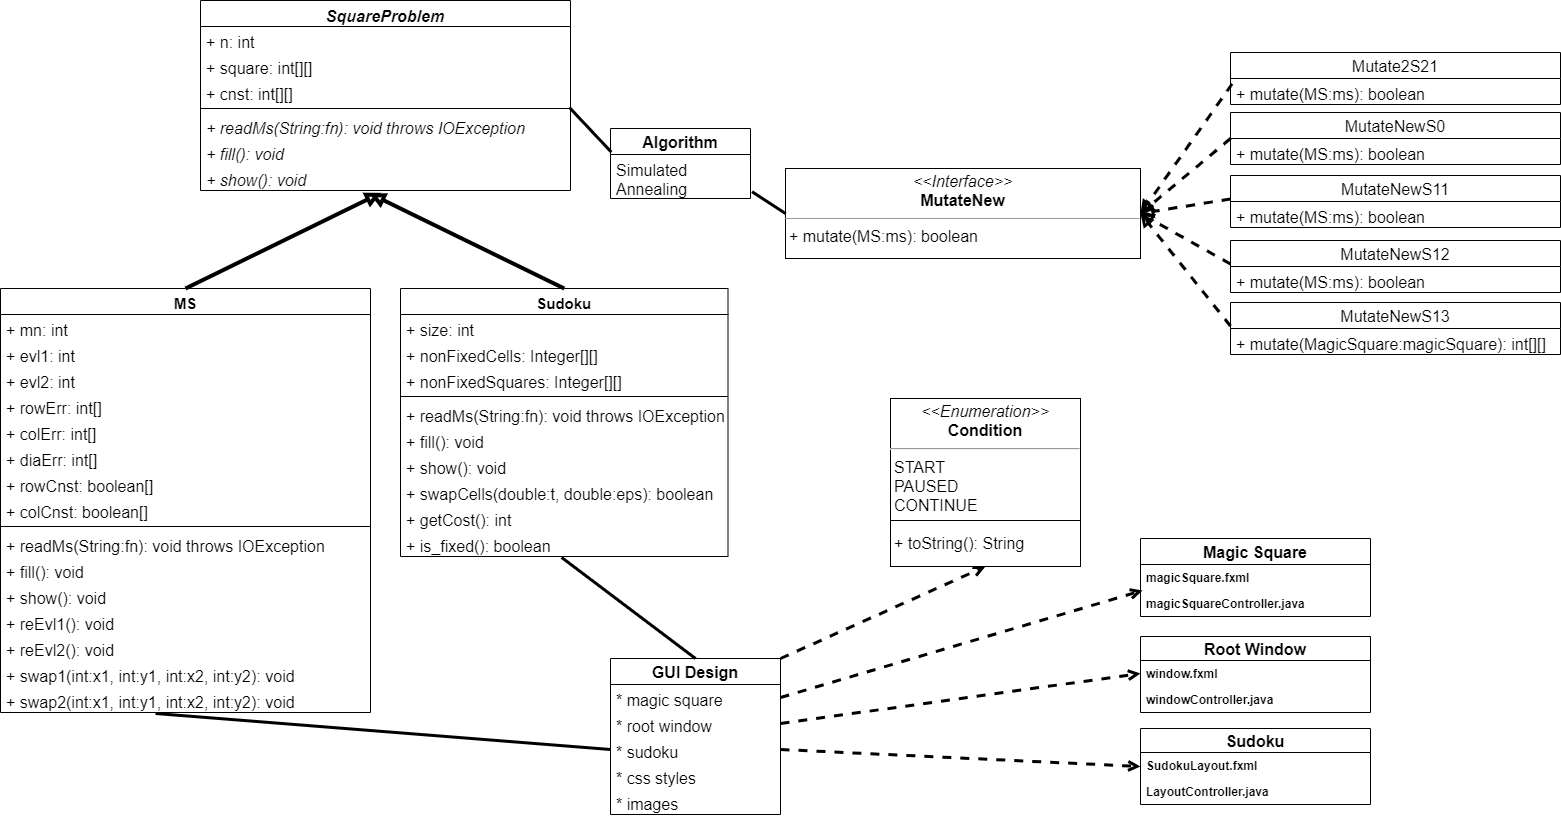 SquareProblem
+ n: int
+ square: int[][]
+ cnst: int[][]
+ readMs(String:fn): void throws IOException
+ fill(): void
+ show(): void
Algorithm
Simulated
Annealing
<<Interface>>
MutateNew
+ mutate(MS:ms): boolean
Mutate2S21
+ mutate(MS:ms): boolean
MutateNewS0
+ mutate(MS:ms): boolean
MutateNewS11
+ mutate(MS:ms): boolean
MutateNewS12
+ mutate(MS:ms): boolean
MutateNewS13
+ mutate(MagicSquare:magicSquare): int[][]
MS
+ mn: int
+ evl1: int
+ evl2: int
+ rowErr: int[]
+ colErr: int[]
+ diaErr: int[]
+ rowCnst: boolean[]
+ colCnst: boolean[]
+ readMs(String:fn): void throws IOException
+ fill(): void
+ show(): void
+ reEvl1(): void
+ reEvl2(): void
+ swap1(int:x1, int:y1, int:x2, int:y2): void
+ swap2(int:x1, int:y1, int:x2, int:y2): void
Sudoku
+ size: int
+ nonFixedCells: Integer[][]
+ nonFixedSquares: Integer[][]
+ readMs(String:fn): void throws IOException
+ fill(): void
+ show(): void
+ swapCells(double:t, double:eps): boolean
+ getCost(): int
+ is_fixed(): boolean
<<Enumeration>>
Condition
START
PAUSED
CONTINUE
+ toString(): String
GUI Design
* magic square
* root window
* sudoku
* css styles
* images
Magic Square
magicSquare.fxml
magicSquareController.java
Root Window
window.fxml
windowController.java
Sudoku
SudokuLayout.fxml
LayoutController.java